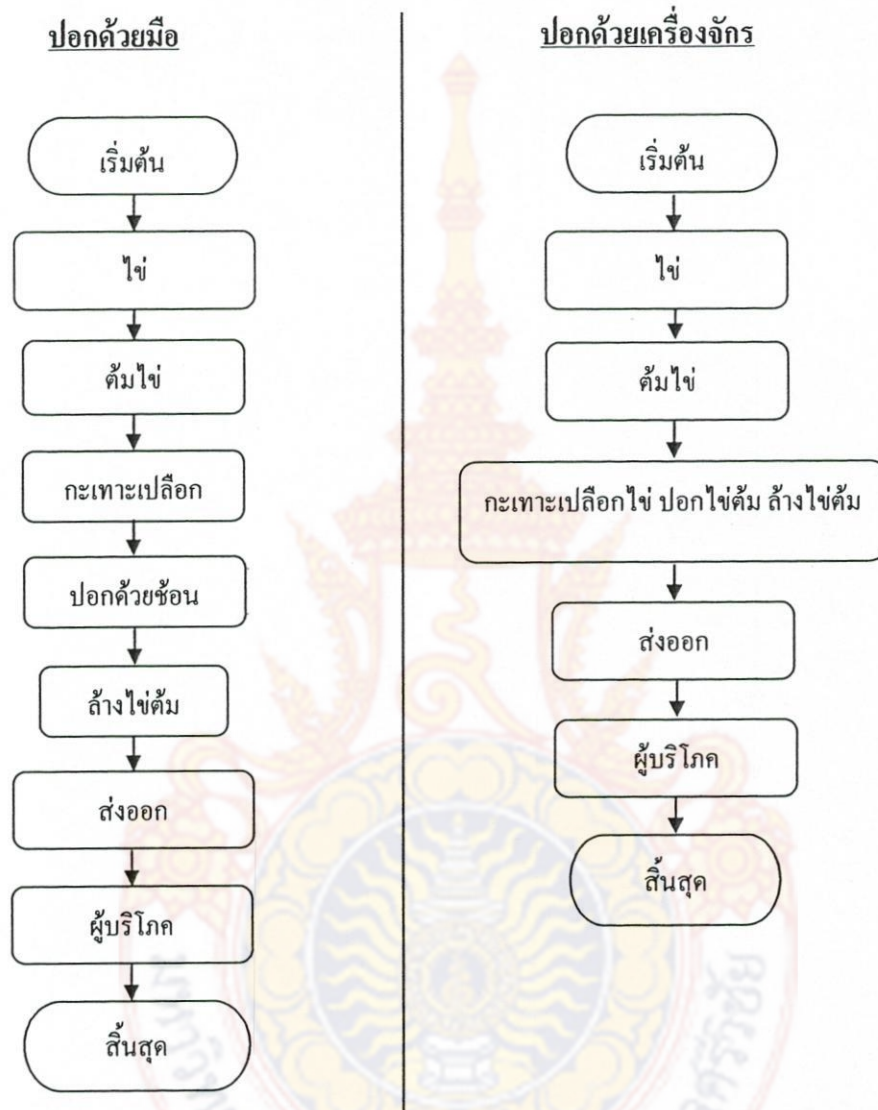 ปอกด้วยมือ
เริ่มต้น
ไข่
ต้มไข่
กะเทาะเปลือก
ปอกด้วยช้อน
ล้างไข่ต้ม
ส่งออก
ผู้บริโภค
สิ้นสุด
ปอกด้วยเครื่องจักร
เริ่มต้น
ไข่
ต้มไข่
กะเทาะเปลือกไข่ ปอกไข่ต้ม ล้างไข่ต้ม
ส่งออก
ผู้บริโภค
สิ้นสุด